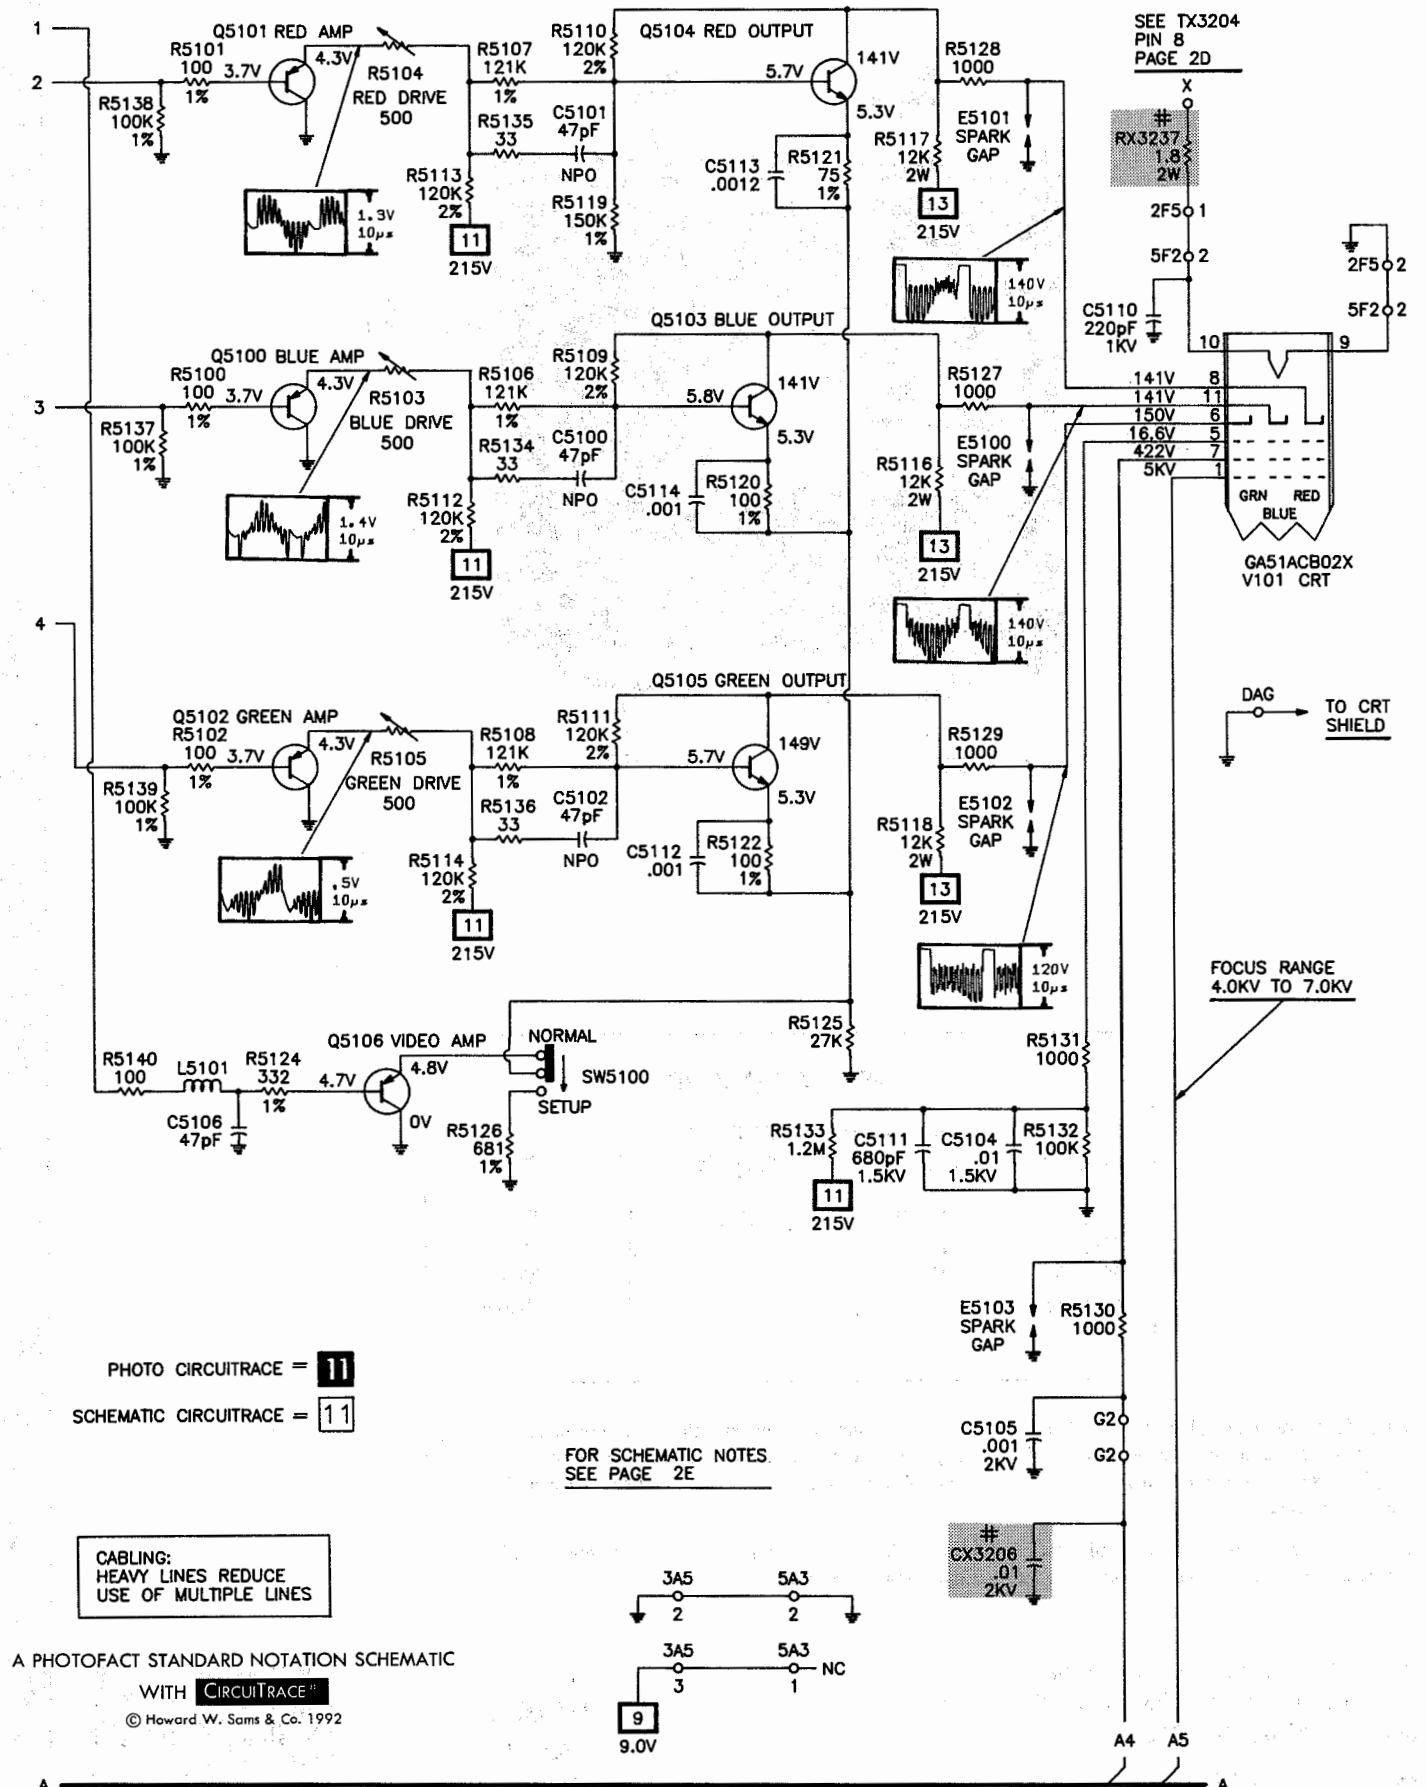 1
2
3
4
Q5101 RED AMP
R5101
100
1%
3.7V
4.3V
R5138
100K
1%
R5104
RED DRIVE
500
1.3V
10µs
R5107
121K
1%
R5135
33
R5113
120K
2%
11
215V
R5110
120K
2%
C5101
47pF
NPO
R5119
150K
1%
Q5104 RED OUTPUT
5.7V
141V
5.3V
C5113
.0012
R5121
75
1%
R5128
1000
R5117
12K
2W
13
215V
E5101
SPARK
GAP
140V
10µs
SEE TX3204
PIN 8
PAGE 2D
X
#
RX3237
1.8
2W
2F5 1
5F2 2
C5110
220pF
1KV
2F5 2
5F2 2
10
9
141V 8
141V 11
150V 6
16.6V 5
422V 7
5KV 1
GRN RED
BLUE
GA51ACB02X
V101 CRT
Q5100 BLUE AMP
R5100
100
1%
3.7V
4.3V
R5137
100K
1%
R5103
BLUE DRIVE
500
1.4V
10µs
R5106
121K
1%
R5134
33
R5112
120K
2%
11
215V
R5109
120K
2%
C5100
47pF
NPO
Q5103 BLUE OUTPUT
5.8V
141V
5.3V
C5114
.001
R5120
100
1%
R5127
1000
R5116
12K
2W
13
215V
E5100
SPARK
GAP
140V
10µs
Q5102 GREEN AMP
R5102
100
1%
3.7V
4.3V
R5139
100K
1%
R5105
GREEN DRIVE
500
.5V
10µs
R5108
121K
1%
R5136
33
R5114
120K
2%
11
215V
R5111
120K
2%
C5102
47pF
NPO
Q5105 GREEN OUTPUT
5.7V
149V
5.3V
C5112
.001
R5122
100
1%
R5129
1000
R5118
12K
2W
13
215V
E5102
SPARK
GAP
120V
10µs
DAG
TO CRT
SHIELD
FOCUS RANGE
4.0KV TO 7.0KV
R5140
100
L5101
C5106
47pF
R5124
332
1%
Q5106 VIDEO AMP
4.7V
4.8V
0V
NORMAL
SW5100
SETUP
R5126
681
1%
R5125
27K
R5131
1000
R5133
1.2M
11
215V
C5111
680pF
1.5KV
C5104
.01
1.5KV
R5132
100K
E5103
SPARK
GAP
R5130
1000
C5105
.001
2KV
G2
G2
#
CX3206
.01
2KV
PHOTO CIRCUITRACE = 11
SCHEMATIC CIRCUITRACE = 11
FOR SCHEMATIC NOTES
SEE PAGE 2E
CABLING:
HEAVY LINES REDUCE
USE OF MULTIPLE LINES
3A5 5A3
2 2
3A5 5A3
NC
3 1
9
9.0V
A PHOTOFACT STANDARD NOTATION SCHEMATIC
WITH CIRCUITRACE
© Howard W. Sams & Co. 1992
A4 A5
A A